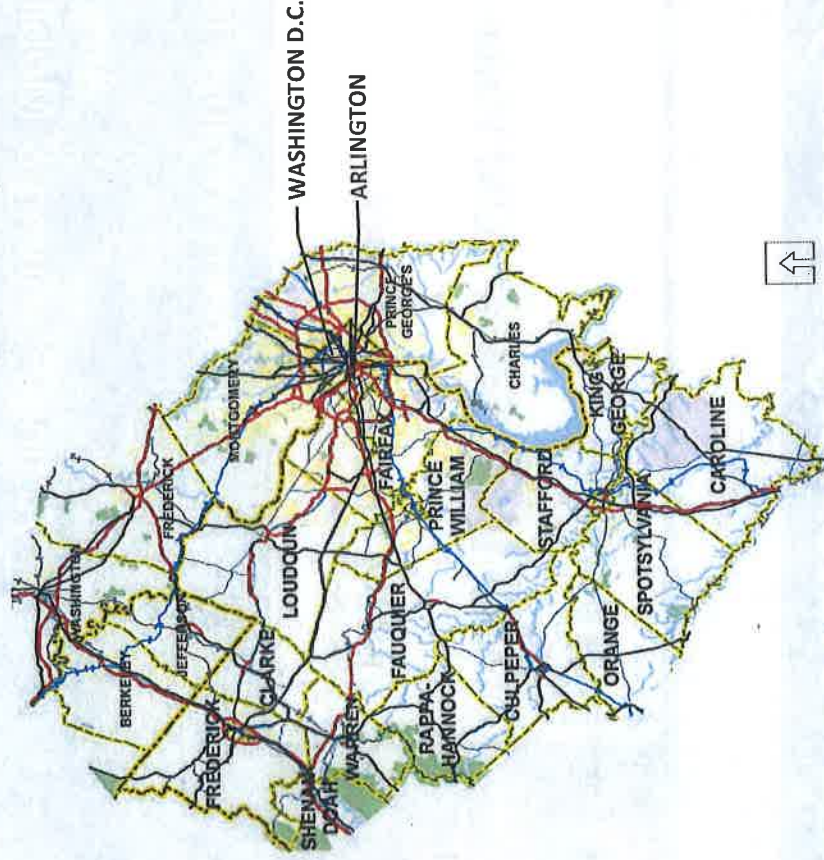 WASHINGTON D.C.
ARLINGTON
WASHINGTON
FREDERICK
MONTGOMERY
BERKELEY
JEFFERSON
LOUDOUN
CLARKE
FREDERICK
PRINCE
GEORGE'S
FAIRFAX
PRINCE
WILLIAM
FAUQUIER
WARREN
SHENAN
DOAH
RAPPA-
HANNOCK
CULPEPER
STAFFORD
CHARLES
KING
GEORGE
CAROLINE
SPOTSYLVANIA
ORANGE